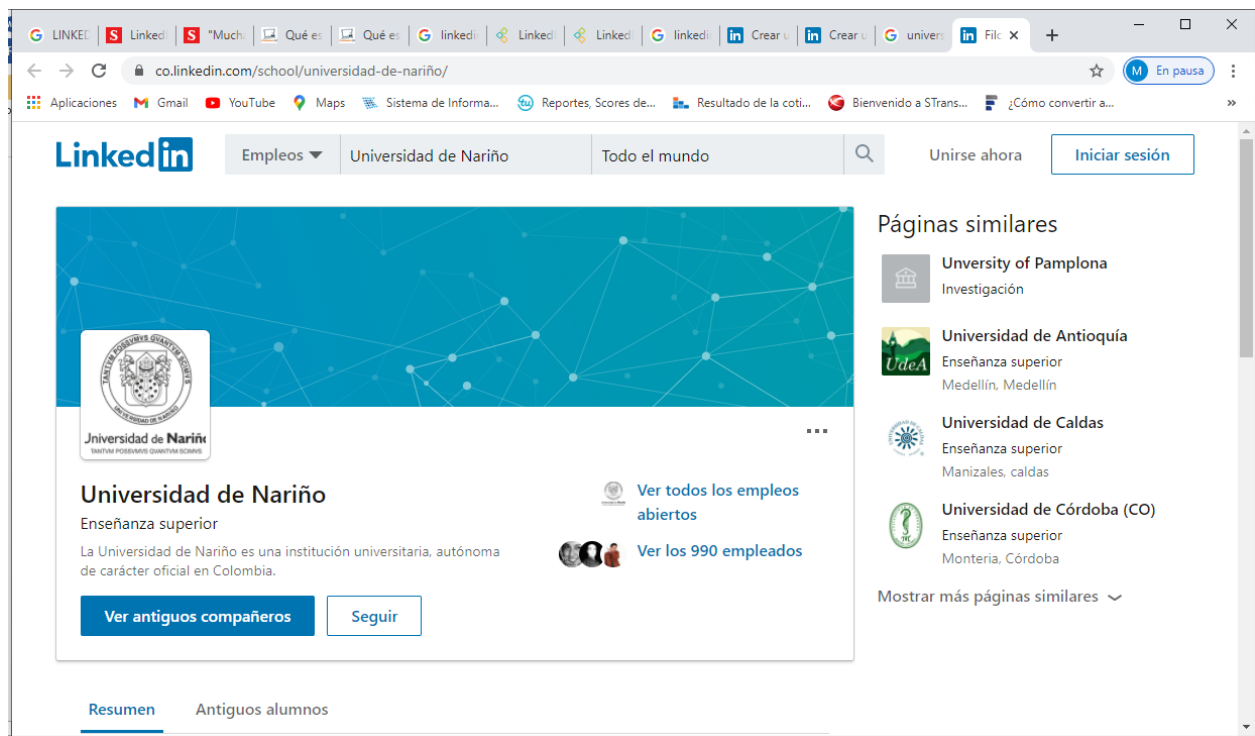 LINKED
Linked
"Much
Qué es
Qué es
linkedi
Linked
Linked
linkedi
Crear u
Crear u
univers
Filo
co.linkedin.com/school/universidad-de-nariño/
M En pausa
Aplicaciones Gmail YouTube Maps Sistema de Informa... Reportes, Scores de... Resultado de la coti... Bienvenido a STrans... ¿Cómo convertir a... »
Linked in Empleos Universidad de Nariño Todo el mundo Unirse ahora Iniciar sesión
TANTVM POSSVMVS QVANTVM SCIMVS
Jniversidad de Nariñ
TANTVM POSSVMVS QVANTVM SCIMVS
Universidad de Nariño
Enseñanza superior
La Universidad de Nariño es una institución universitaria, autónoma
de carácter oficial en Colombia.
Ver antiguos compañeros Seguir
Ver todos los empleos
abiertos
Ver los 990 empleados
Resumen Antiguos alumnos
Páginas similares
Unversity of Pamplona
Investigación
UdeA
Universidad de Antioquía
Enseñanza superior
Medellín, Medellín
Universidad de Caldas
Enseñanza superior
Manizales, caldas
Universidad de Córdoba (CO)
Enseñanza superior
Monteria, Córdoba
Mostrar más páginas similares